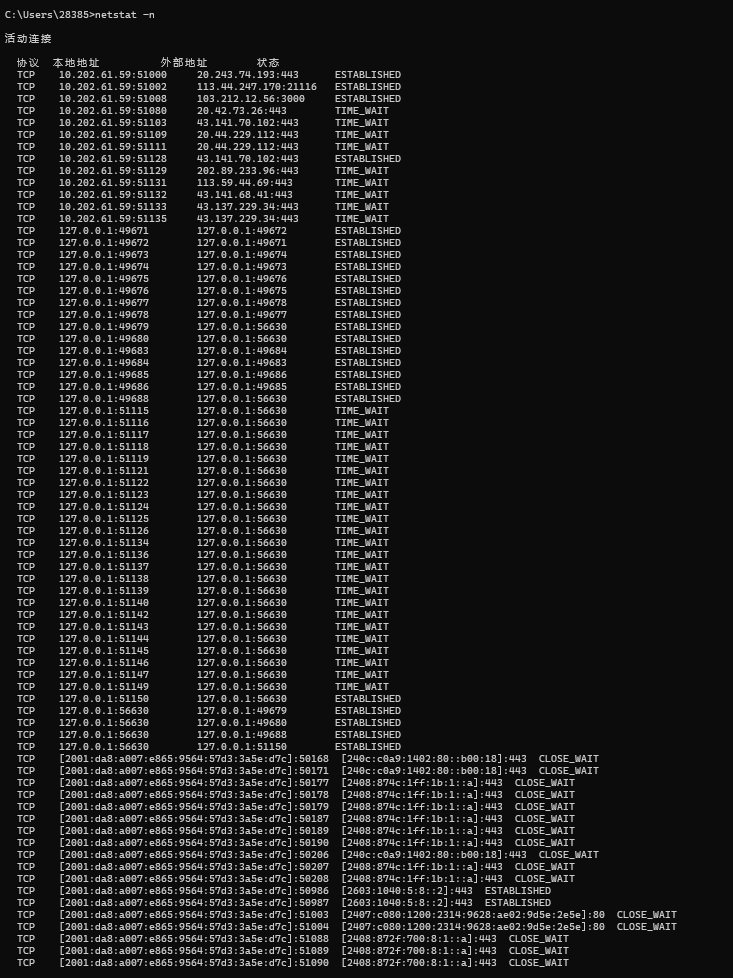 C:\Users\28385>netstat -n
活动连接
协议 本地地址 外部地址 状态
TCP 10.202.61.59:51000 20.243.74.193:443 ESTABLISHED
TCP 10.202.61.59:51002 113.44.247.170:21116 ESTABLISHED
TCP 10.202.61.59:51008 103.212.12.56:3000 ESTABLISHED
TCP 10.202.61.59:51080 20.42.73.26:443 TIME_WAIT
TCP 10.202.61.59:51103 43.141.70.102:443 TIME_WAIT
TCP 10.202.61.59:51109 20.44.229.112:443 TIME_WAIT
TCP 10.202.61.59:51111 20.44.229.112:443 TIME_WAIT
TCP 10.202.61.59:51128 43.141.70.102:443 ESTABLISHED
TCP 10.202.61.59:51129 202.89.233.96:443 TIME_WAIT
TCP 10.202.61.59:51131 113.59.44.69:443 TIME_WAIT
TCP 10.202.61.59:51132 43.141.68.41:443 TIME_WAIT
TCP 10.202.61.59:51133 43.137.229.34:443 TIME_WAIT
TCP 10.202.61.59:51135 43.137.229.34:443 TIME_WAIT
TCP 127.0.0.1:49671 127.0.0.1:49672 ESTABLISHED
TCP 127.0.0.1:49672 127.0.0.1:49671 ESTABLISHED
TCP 127.0.0.1:49673 127.0.0.1:49674 ESTABLISHED
TCP 127.0.0.1:49674 127.0.0.1:49673 ESTABLISHED
TCP 127.0.0.1:49675 127.0.0.1:49676 ESTABLISHED
TCP 127.0.0.1:49676 127.0.0.1:49675 ESTABLISHED
TCP 127.0.0.1:49677 127.0.0.1:49678 ESTABLISHED
TCP 127.0.0.1:49678 127.0.0.1:49677 ESTABLISHED
TCP 127.0.0.1:49679 127.0.0.1:56630 ESTABLISHED
TCP 127.0.0.1:49680 127.0.0.1:56630 ESTABLISHED
TCP 127.0.0.1:49683 127.0.0.1:49684 ESTABLISHED
TCP 127.0.0.1:49684 127.0.0.1:49683 ESTABLISHED
TCP 127.0.0.1:49685 127.0.0.1:49686 ESTABLISHED
TCP 127.0.0.1:49686 127.0.0.1:49685 ESTABLISHED
TCP 127.0.0.1:49688 127.0.0.1:56630 ESTABLISHED
TCP 127.0.0.1:51115 127.0.0.1:56630 TIME_WAIT
TCP 127.0.0.1:51116 127.0.0.1:56630 TIME_WAIT
TCP 127.0.0.1:51117 127.0.0.1:56630 TIME_WAIT
TCP 127.0.0.1:51118 127.0.0.1:56630 TIME_WAIT
TCP 127.0.0.1:51119 127.0.0.1:56630 TIME_WAIT
TCP 127.0.0.1:51121 127.0.0.1:56630 TIME_WAIT
TCP 127.0.0.1:51122 127.0.0.1:56630 TIME_WAIT
TCP 127.0.0.1:51123 127.0.0.1:56630 TIME_WAIT
TCP 127.0.0.1:51124 127.0.0.1:56630 TIME_WAIT
TCP 127.0.0.1:51125 127.0.0.1:56630 TIME_WAIT
TCP 127.0.0.1:51126 127.0.0.1:56630 TIME_WAIT
TCP 127.0.0.1:51134 127.0.0.1:56630 TIME_WAIT
TCP 127.0.0.1:51136 127.0.0.1:56630 TIME_WAIT
TCP 127.0.0.1:51137 127.0.0.1:56630 TIME_WAIT
TCP 127.0.0.1:51138 127.0.0.1:56630 TIME_WAIT
TCP 127.0.0.1:51139 127.0.0.1:56630 TIME_WAIT
TCP 127.0.0.1:51140 127.0.0.1:56630 TIME_WAIT
TCP 127.0.0.1:51142 127.0.0.1:56630 TIME_WAIT
TCP 127.0.0.1:51143 127.0.0.1:56630 TIME_WAIT
TCP 127.0.0.1:51144 127.0.0.1:56630 TIME_WAIT
TCP 127.0.0.1:51145 127.0.0.1:56630 TIME_WAIT
TCP 127.0.0.1:51146 127.0.0.1:56630 TIME_WAIT
TCP 127.0.0.1:51147 127.0.0.1:56630 TIME_WAIT
TCP 127.0.0.1:51149 127.0.0.1:56630 TIME_WAIT
TCP 127.0.0.1:51150 127.0.0.1:56630 ESTABLISHED
TCP 127.0.0.1:56630 127.0.0.1:49679 ESTABLISHED
TCP 127.0.0.1:56630 127.0.0.1:49680 ESTABLISHED
TCP 127.0.0.1:56630 127.0.0.1:49688 ESTABLISHED
TCP 127.0.0.1:56630 127.0.0.1:51150 ESTABLISHED
TCP [2001:da8:a007:e865:9564:57d3:3a5e:d7c]:50168 [240c:c0a9:1402:80::b00:18]:443 CLOSE_WAIT
TCP [2001:da8:a007:e865:9564:57d3:3a5e:d7c]:50171 [240c:c0a9:1402:80::b00:18]:443 CLOSE_WAIT
TCP [2001:da8:a007:e865:9564:57d3:3a5e:d7c]:50177 [2408:874c:1ff:1b:1::a]:443 CLOSE_WAIT
TCP [2001:da8:a007:e865:9564:57d3:3a5e:d7c]:50178 [2408:874c:1ff:1b:1::a]:443 CLOSE_WAIT
TCP [2001:da8:a007:e865:9564:57d3:3a5e:d7c]:50179 [2408:874c:1ff:1b:1::a]:443 CLOSE_WAIT
TCP [2001:da8:a007:e865:9564:57d3:3a5e:d7c]:50187 [2408:874c:1ff:1b:1::a]:443 CLOSE_WAIT
TCP [2001:da8:a007:e865:9564:57d3:3a5e:d7c]:50189 [2408:874c:1ff:1b:1::a]:443 CLOSE_WAIT
TCP [2001:da8:a007:e865:9564:57d3:3a5e:d7c]:50190 [2408:874c:1ff:1b:1::a]:443 CLOSE_WAIT
TCP [2001:da8:a007:e865:9564:57d3:3a5e:d7c]:50206 [240c:c0a9:1402:80::b00:18]:443 CLOSE_WAIT
TCP [2001:da8:a007:e865:9564:57d3:3a5e:d7c]:50207 [2408:874c:1ff:1b:1::a]:443 CLOSE_WAIT
TCP [2001:da8:a007:e865:9564:57d3:3a5e:d7c]:50208 [2408:874c:1ff:1b:1::a]:443 CLOSE_WAIT
TCP [2001:da8:a007:e865:9564:57d3:3a5e:d7c]:50986 [2603:1040:5:8::2]:443 ESTABLISHED
TCP [2001:da8:a007:e865:9564:57d3:3a5e:d7c]:50987 [2603:1040:5:8::2]:443 ESTABLISHED
TCP [2001:da8:a007:e865:9564:57d3:3a5e:d7c]:51003 [2407:c080:1200:2314:9628:ae02:9d5e:2e5e]:80 CLOSE_WAIT
TCP [2001:da8:a007:e865:9564:57d3:3a5e:d7c]:51004 [2407:c080:1200:2314:9628:ae02:9d5e:2e5e]:80 CLOSE_WAIT
TCP [2001:da8:a007:e865:9564:57d3:3a5e:d7c]:51088 [2408:872f:700:8:1::a]:443 CLOSE_WAIT
TCP [2001:da8:a007:e865:9564:57d3:3a5e:d7c]:51089 [2408:872f:700:8:1::a]:443 CLOSE_WAIT
TCP [2001:da8:a007:e865:9564:57d3:3a5e:d7c]:51090 [2408:872f:700:8:1::a]:443 CLOSE_WAIT